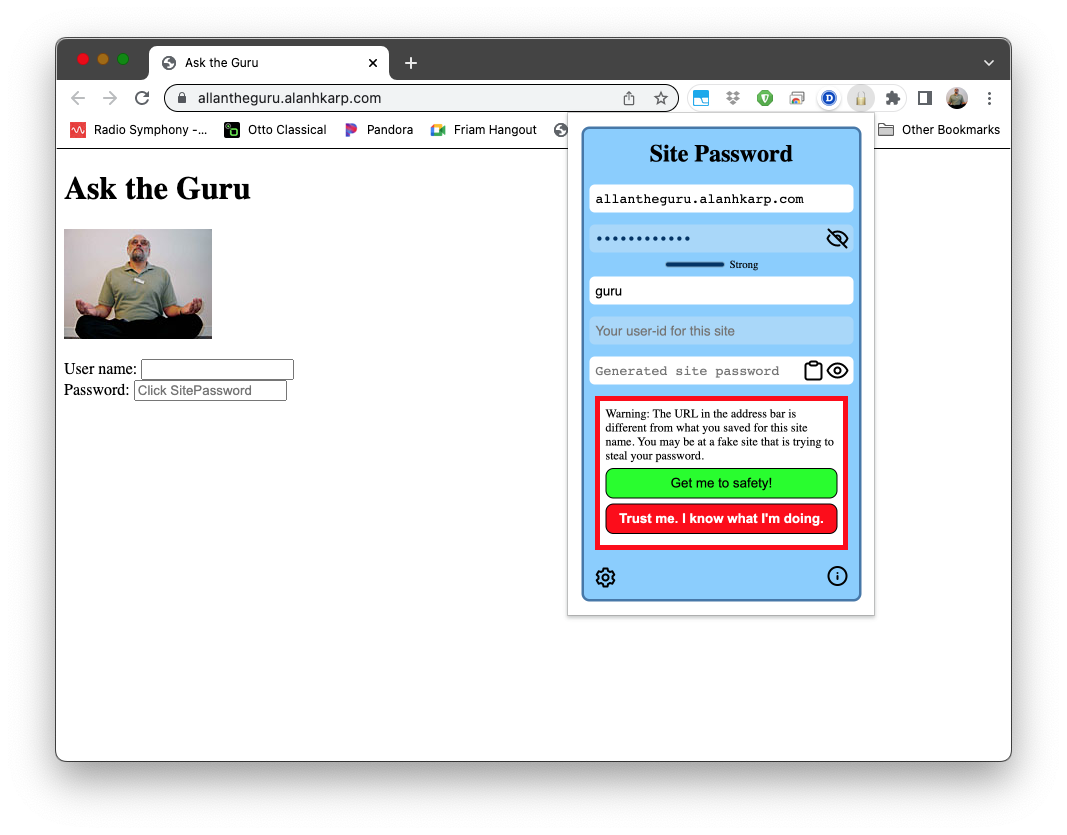 Ask the Guru
allantheguru.alanhkarp.com
Radio Symphony -... Otto Classical Pandora Friam Hangout Other Bookmarks
Ask the Guru
User name:
Password: Click SitePassword
Site Password
allantheguru.alanhkarp.com
••••••••••••
Strong
guru
Your user-id for this site
Generated site password
Warning: The URL in the address bar is
different from what you saved for this site
name. You may be at a fake site that is trying to
steal your password.
Get me to safety!
Trust me. I know what I'm doing.